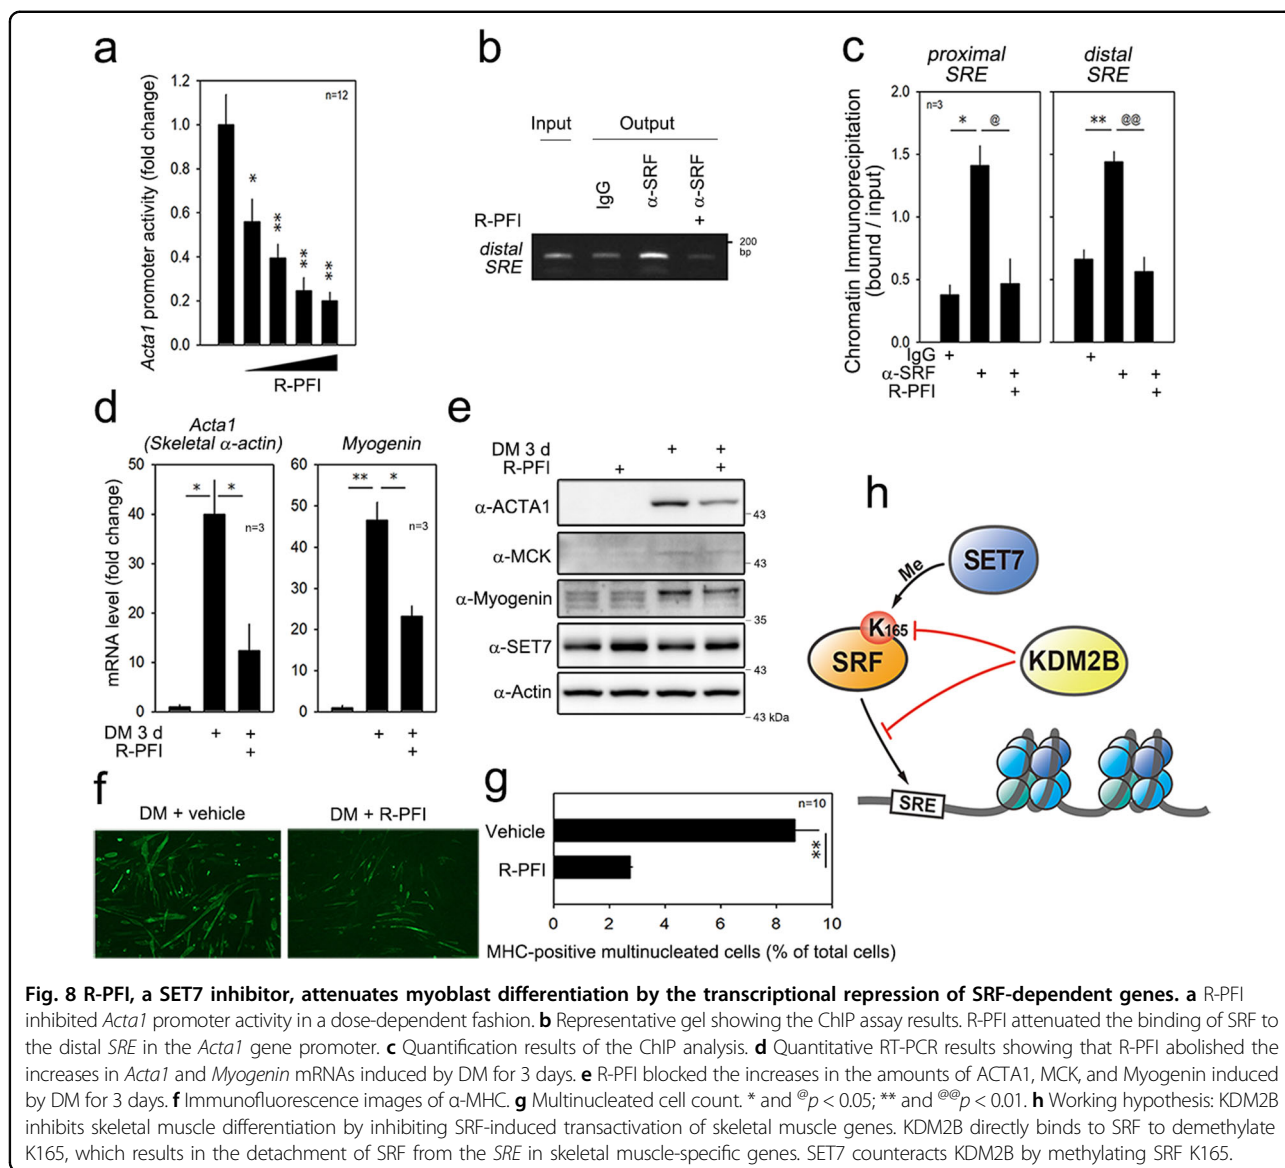 a
Acta1 promoter activity (fold change)
1.2
1.0
0.8
0.6
0.4
0.2
0.0
n=12
*
**
**
**
R-PFI
b
Input
Output
IgG
α-SRF
α-SRF
+
R-PFI
distal
SRE
200
bp
c
proximal
SRE
distal
SRE
Chromatin Immunoprecipitation
(bound / input)
2.0
1.5
1.0
0.5
0.0
n=3
* @
** @@
IgG + +
α-SRF + + + +
R-PFI + +
d
Acta1
(Skeletal α-actin)
Myogenin
mRNA level (fold change)
50
40
30
20
10
0
* *
n=3
60
50
40
30
20
10
0
** *
n=3
DM 3 d + + + +
R-PFI + +
e
DM 3 d + +
R-PFI + +
α-ACTA1
43
α-MCK
43
α-Myogenin
35
α-SET7
43
α-Actin
43 kDa
f
DM + vehicle
DM + R-PFI
g
n=10
Vehicle
R-PFI
**
0 2 4 6 8 10
MHC-positive multinucleated cells (% of total cells)
h
SET7
Me
K165
SRF
KDM2B
SRE
Fig. 8 R-PFI, a SET7 inhibitor, attenuates myoblast differentiation by the transcriptional repression of SRF-dependent genes. a R-PFI
inhibited Acta1 promoter activity in a dose-dependent fashion. b Representative gel showing the ChIP assay results. R-PFI attenuated the binding of SRF to
the distal SRE in the Acta1 gene promoter. c Quantification results of the ChIP analysis. d Quantitative RT-PCR results showing that R-PFI abolished the
increases in Acta1 and Myogenin mRNAs induced by DM for 3 days. e R-PFI blocked the increases in the amounts of ACTA1, MCK, and Myogenin induced
by DM for 3 days. f Immunofluorescence images of α-MHC. g Multinucleated cell count. * and @p < 0.05; ** and @@p < 0.01. h Working hypothesis: KDM2B
inhibits skeletal muscle differentiation by inhibiting SRF-induced transactivation of skeletal muscle genes. KDM2B directly binds to SRF to demethylate
K165, which results in the detachment of SRF from the SRE in skeletal muscle-specific genes. SET7 counteracts KDM2B by methylating SRF K165.